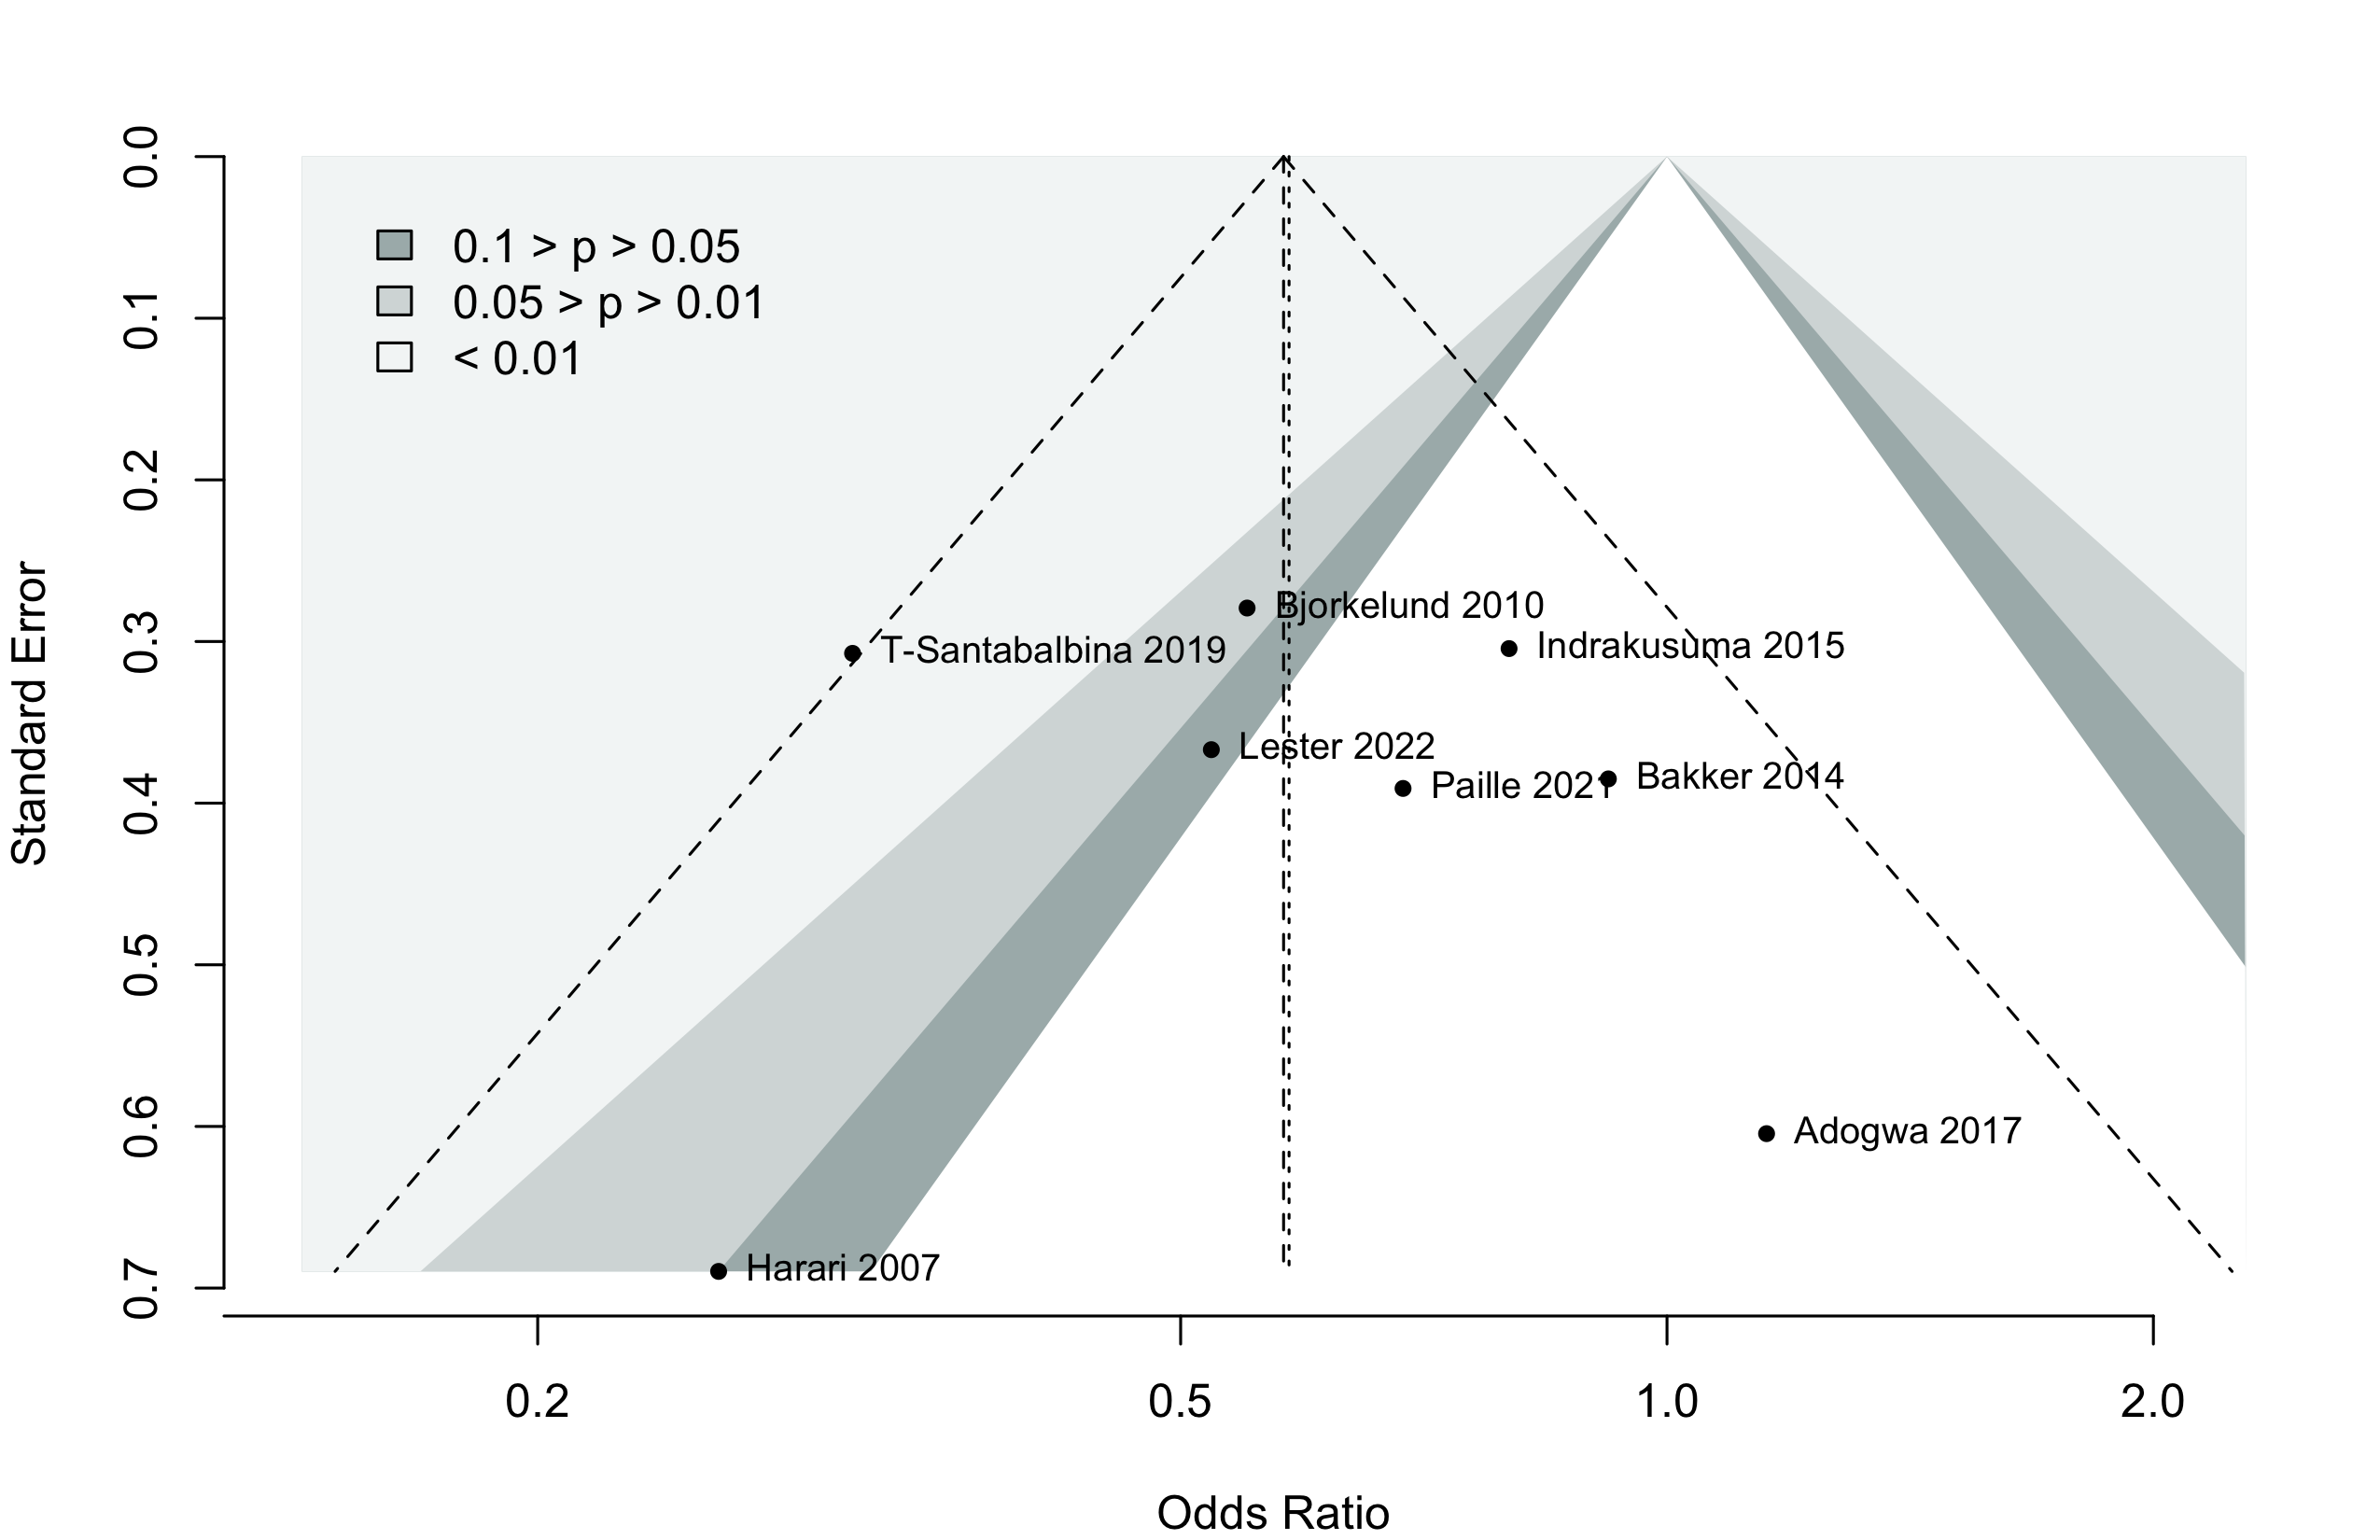 0.1 > p > 0.05
0.05 > p > 0.01
< 0.01
Standard Error
0.0
0.1
0.2
0.3
0.4
0.5
0.6
0.7
Bjorkelund 2010
T-Santabalbina 2019
Indrakusuma 2015
Lester 2022
Paille 2021
Bakker 2014
Adogwa 2017
Harari 2007
0.2 0.5 1.0 2.0
Odds Ratio